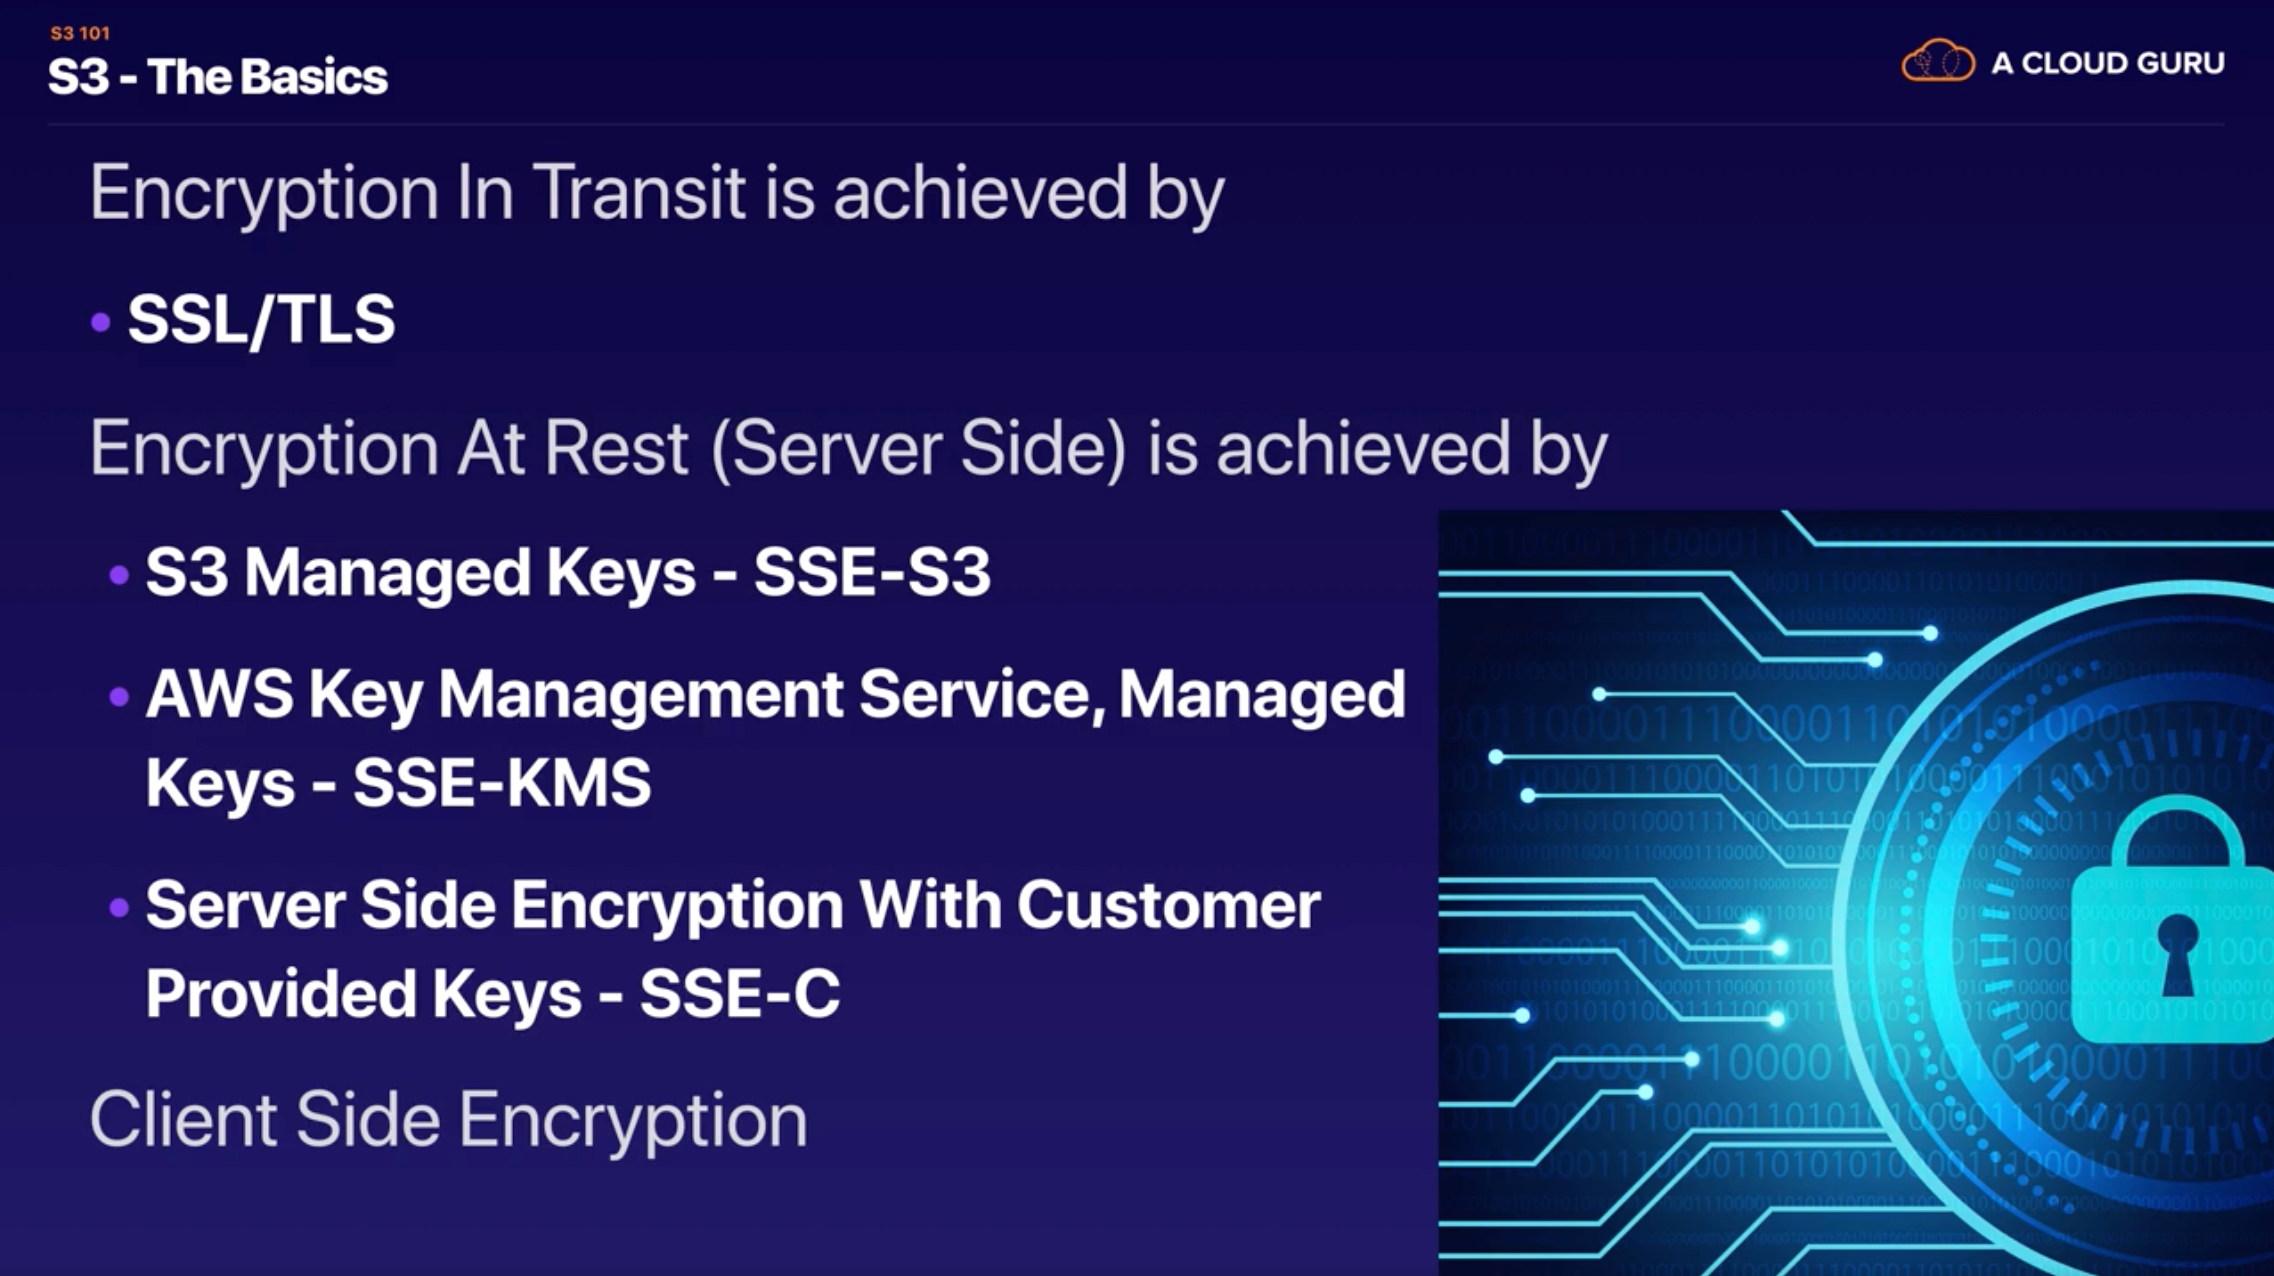 S3 101
S3 - The Basics
A CLOUD GURU
Encryption In Transit is achieved by
• SSL/TLS
Encryption At Rest (Server Side) is achieved by
• S3 Managed Keys - SSE-S3
• AWS Key Management Service, Managed
Keys - SSE-KMS
• Server Side Encryption With Customer
Provided Keys - SSE-C
Client Side Encryption